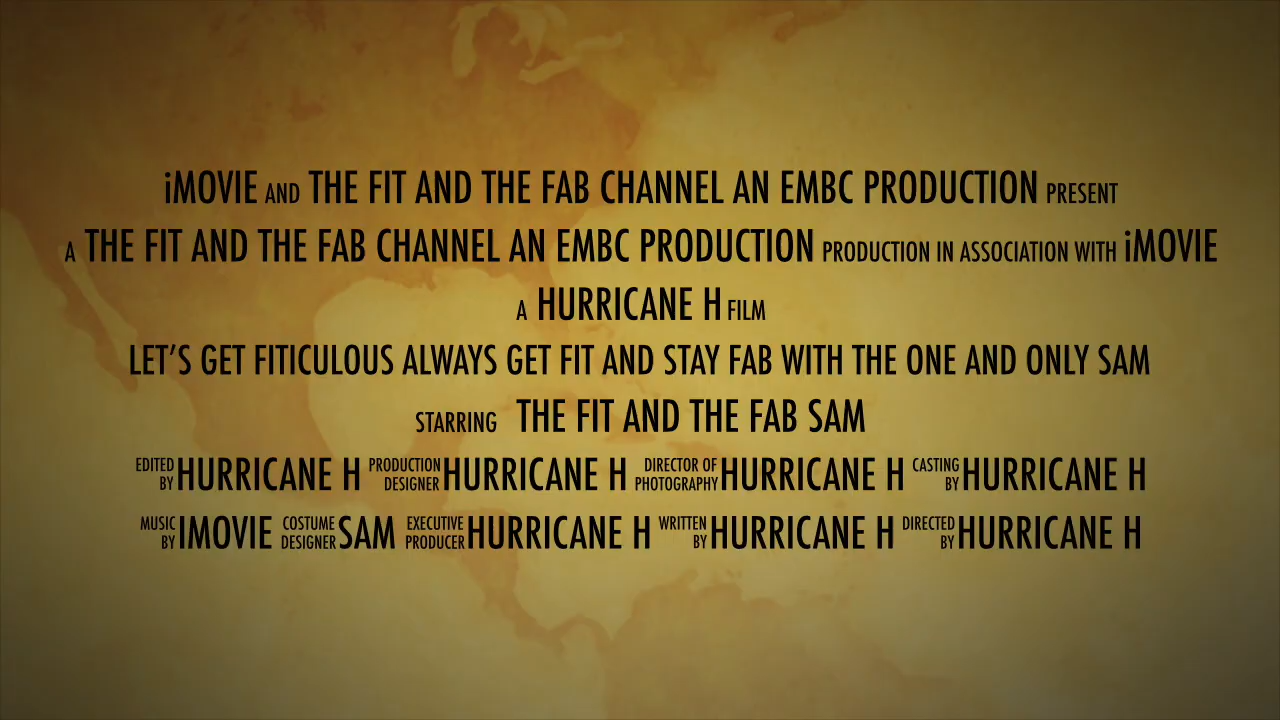 iMOVIE AND THE FIT AND THE FAB CHANNEL AN EMBC PRODUCTION PRESENT
A THE FIT AND THE FAB CHANNEL AN EMBC PRODUCTION PRODUCTION IN ASSOCIATION WITH iMOVIE
A HURRICANE H FILM
LET'S GET FITICULOUS ALWAYS GET FIT AND STAY FAB WITH THE ONE AND ONLY SAM
STARRING THE FIT AND THE FAB SAM
EDITED BY HURRICANE H PRODUCTION DESIGNER HURRICANE H DIRECTOR OF PHOTOGRAPHY HURRICANE H CASTING BY HURRICANE H
MUSIC BY IMOVIE COSTUME DESIGNER SAM EXECUTIVE PRODUCER HURRICANE H WRITTEN BY HURRICANE H DIRECTED BY HURRICANE H